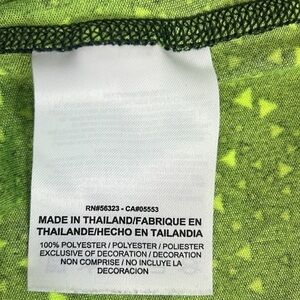 RN#56323 - CA#05553
MADE IN THAILAND/FABRIQUE EN
THAILANDE/HECHO EN TAILANDIA
100% POLYESTER / POLYESTER / POLIESTER
EXCLUSIVE OF DECORATION / DECORATION
NON COMPRISE / NO INCLUYE LA
DECORACION